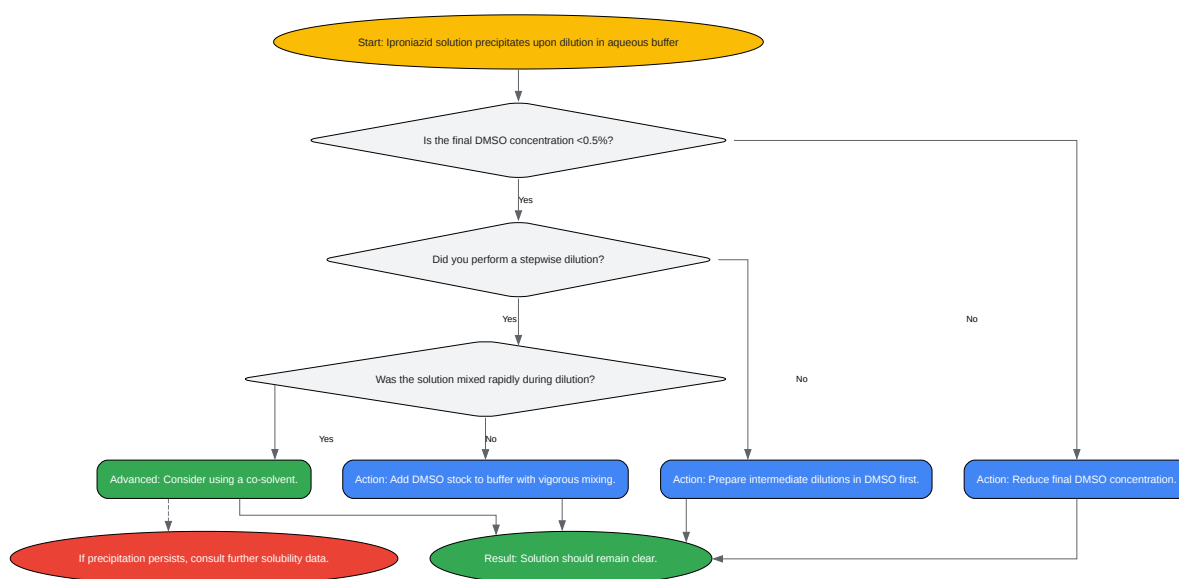 Start: Iproniazid solution precipitates upon dilution in aqueous buffer
Is the final DMSO concentration <0.5%?
Yes
Did you perform a stepwise dilution?
Yes
No
Was the solution mixed rapidly during dilution?
No
Yes
No
Advanced: Consider using a co-solvent.
Action: Add DMSO stock to buffer with vigorous mixing.
Action: Prepare intermediate dilutions in DMSO first.
Action: Reduce final DMSO concentration.
If precipitation persists, consult further solubility data.
Result: Solution should remain clear.